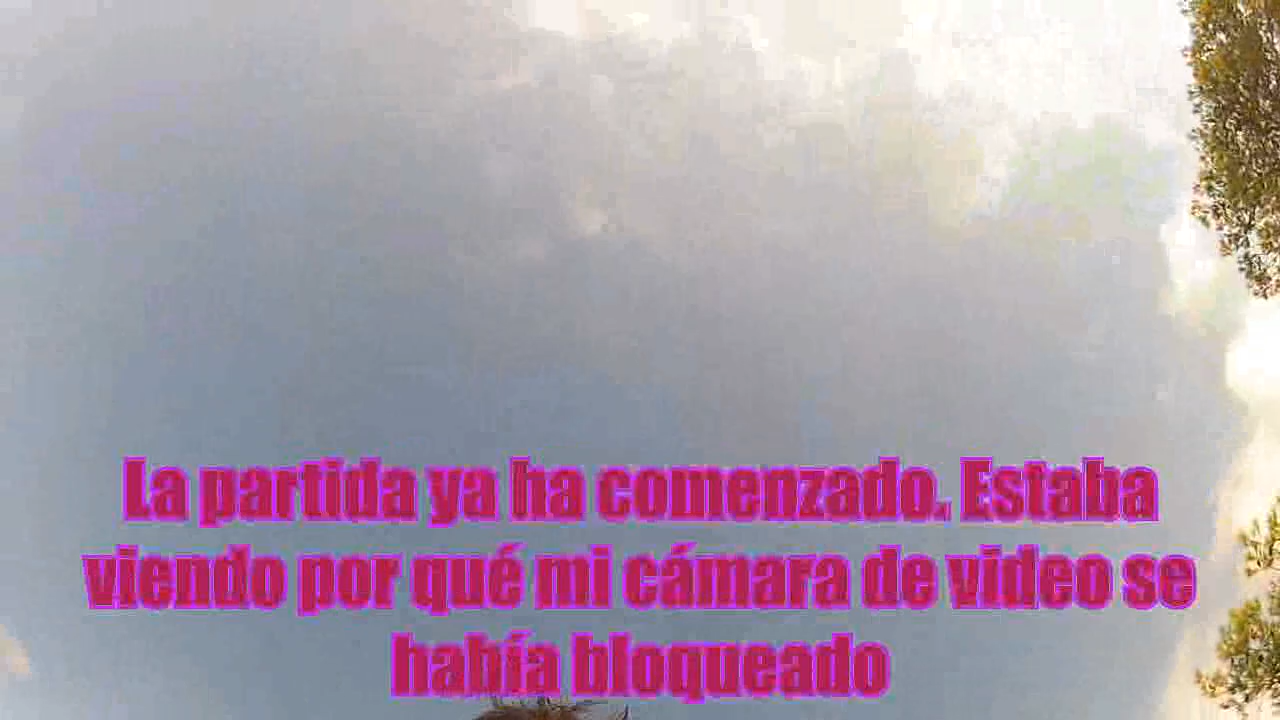 La partida ya ha comenzado. Estaba
viendo por qué mi cámara de video se
había bloqueado